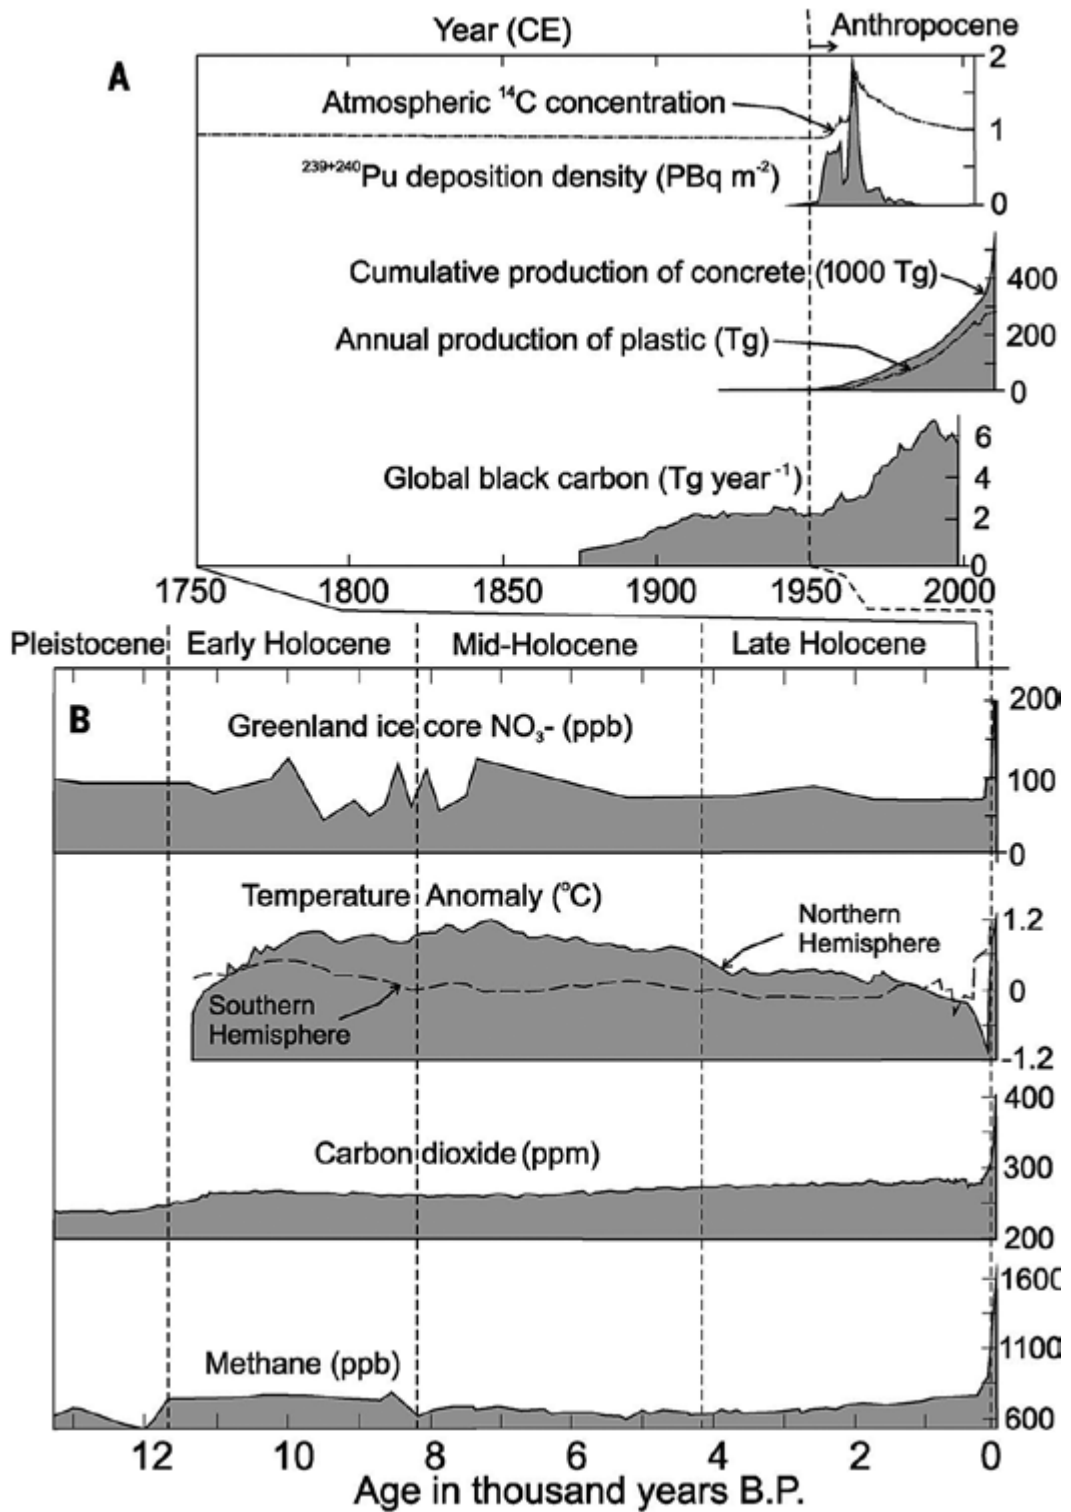 Year (CE)
Anthropocene
A
2
Atmospheric ¹⁴C concentration
1
²³⁹⁺²⁴⁰Pu deposition density (PBq m⁻²)
0
Cumulative production of concrete (1000 Tg)
400
Annual production of plastic (Tg)
200
0
6
Global black carbon (Tg year⁻¹)
4
2
0
1750 1800 1850 1900 1950 2000
Pleistocene Early Holocene Mid-Holocene Late Holocene
B
200
Greenland ice core NO₃- (ppb)
100
0
Temperature Anomaly (°C)
1.2
Northern
Hemisphere
0
Southern
Hemisphere
-1.2
400
Carbon dioxide (ppm)
300
200
1600
1100
Methane (ppb)
600
12 10 8 6 4 2 0
Age in thousand years B.P.